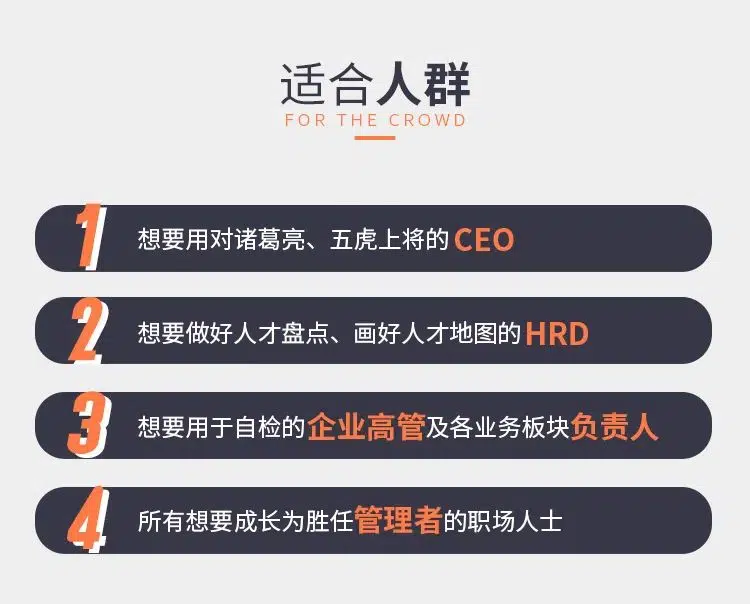 适合人群
FOR THE CROWD
1 想要用对诸葛亮、五虎上将的CEO
2 想要做好人才盘点、画好人才地图的HRD
3 想要用于自检的企业高管及各业务板块负责人
4 所有想要成长为胜任管理者的职场人士